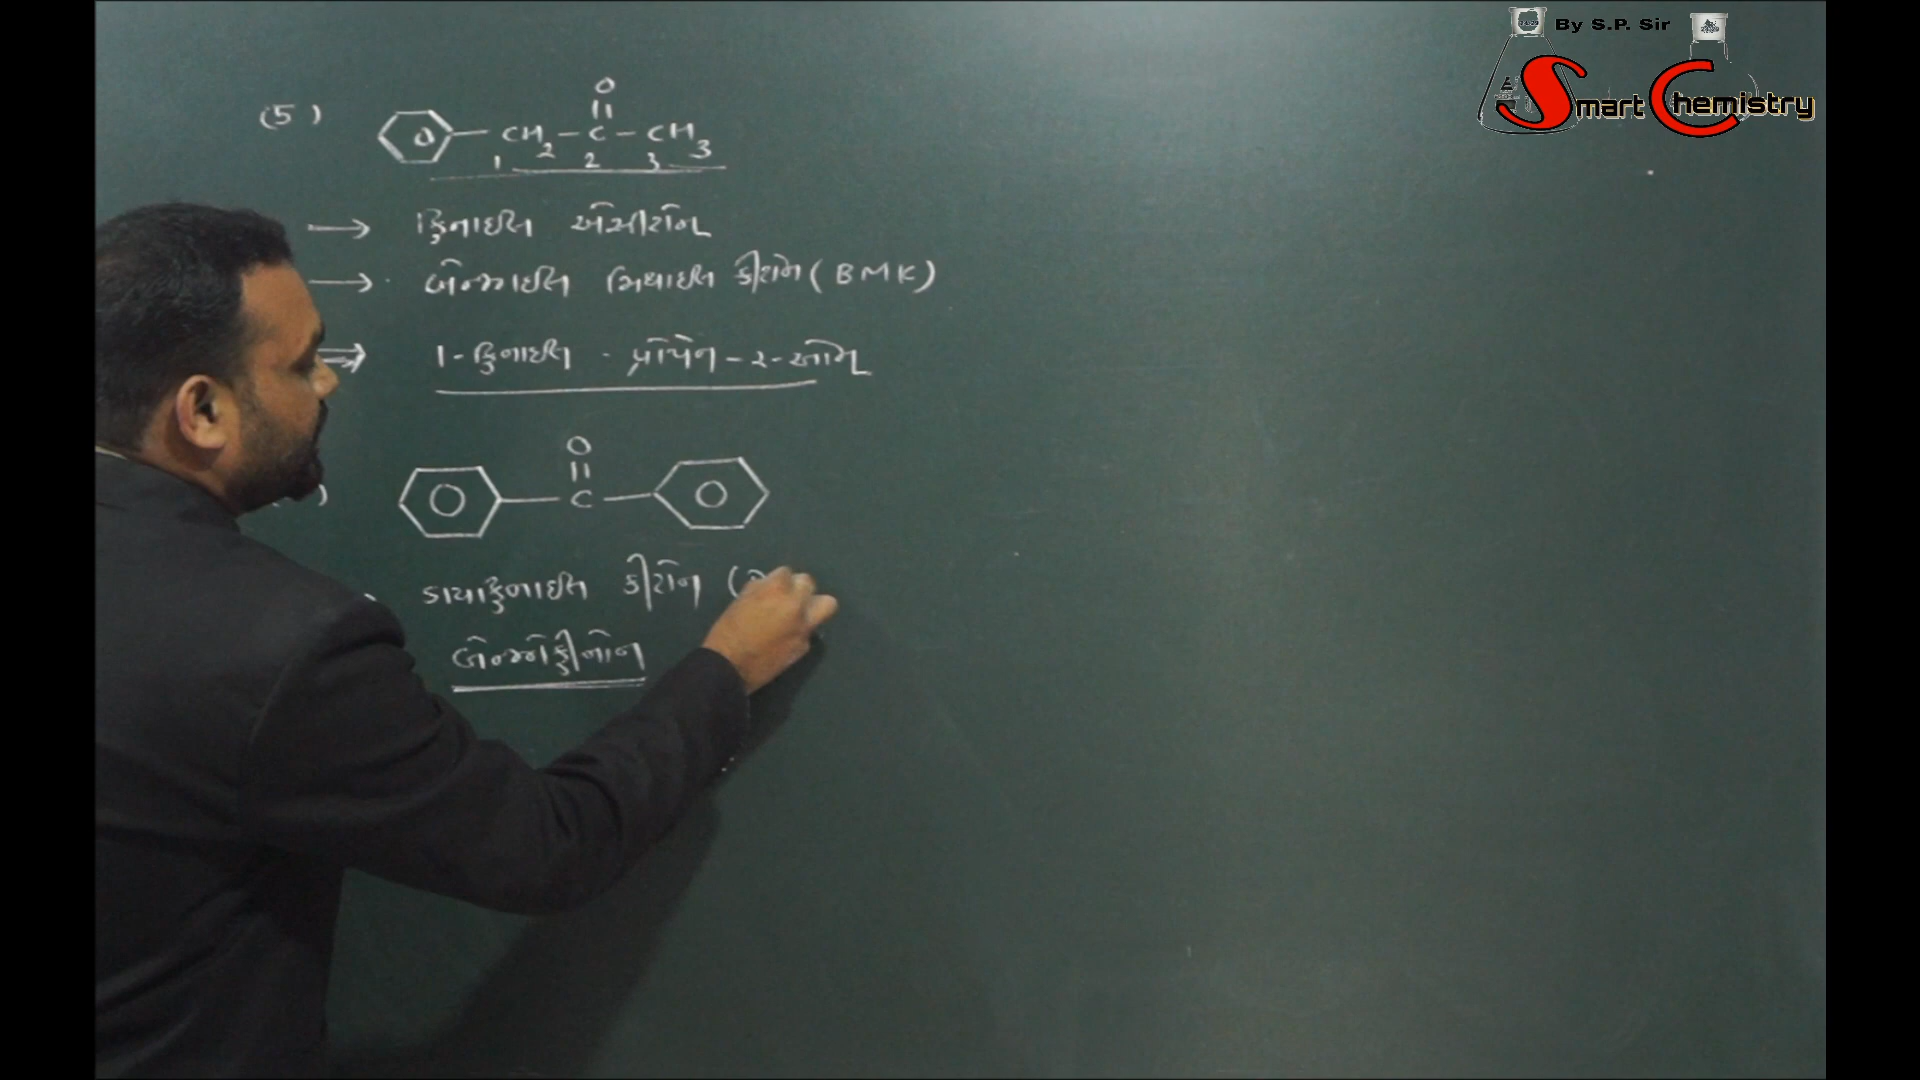 By S.P. Sir
Smart Chemistry
(5)
O
CH2 - C - CH3
1 2 3
→ ફિનાઈલ એસીટોન
→ બેન્ઝાઈલ મિથાઈલ કીટોન (BMK)
⇒ 1-ફિનાઈલ - પ્રોપેન-2-ઓન
O
C
ડાયફિનાઈલ કીટોન (
બેન્ઝોફીનોન